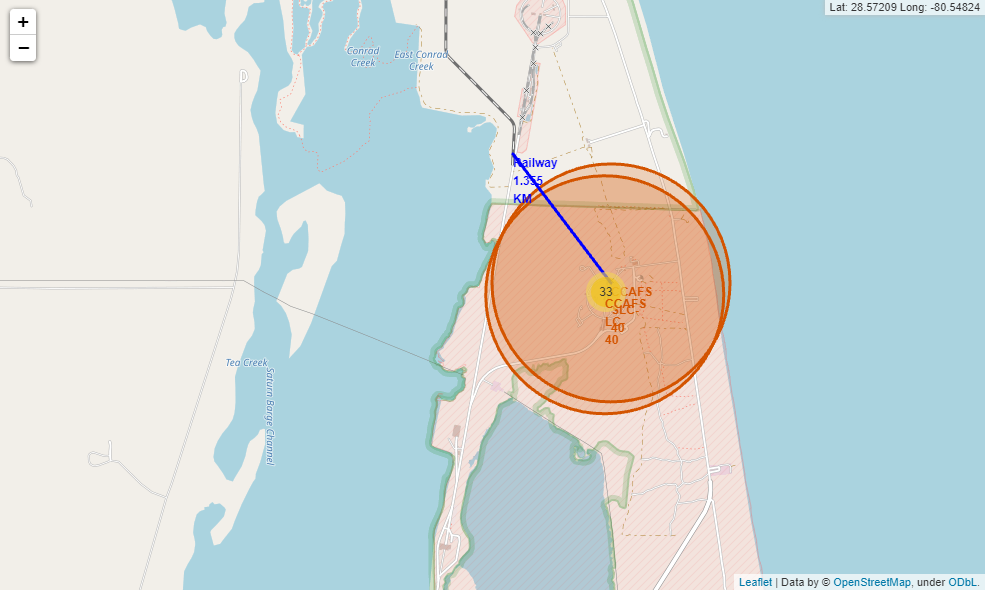 +
−
Lat: 28.57209 Long: -80.54824
Conrad
Creek
East Conrad
Creek
Railway
1.355
KM
33
CCAFS
SLC-
40
CCAFS
LC-
40
Tea Creek
Saturn Barge Channel
Leaflet | Data by © OpenStreetMap, under ODbL.